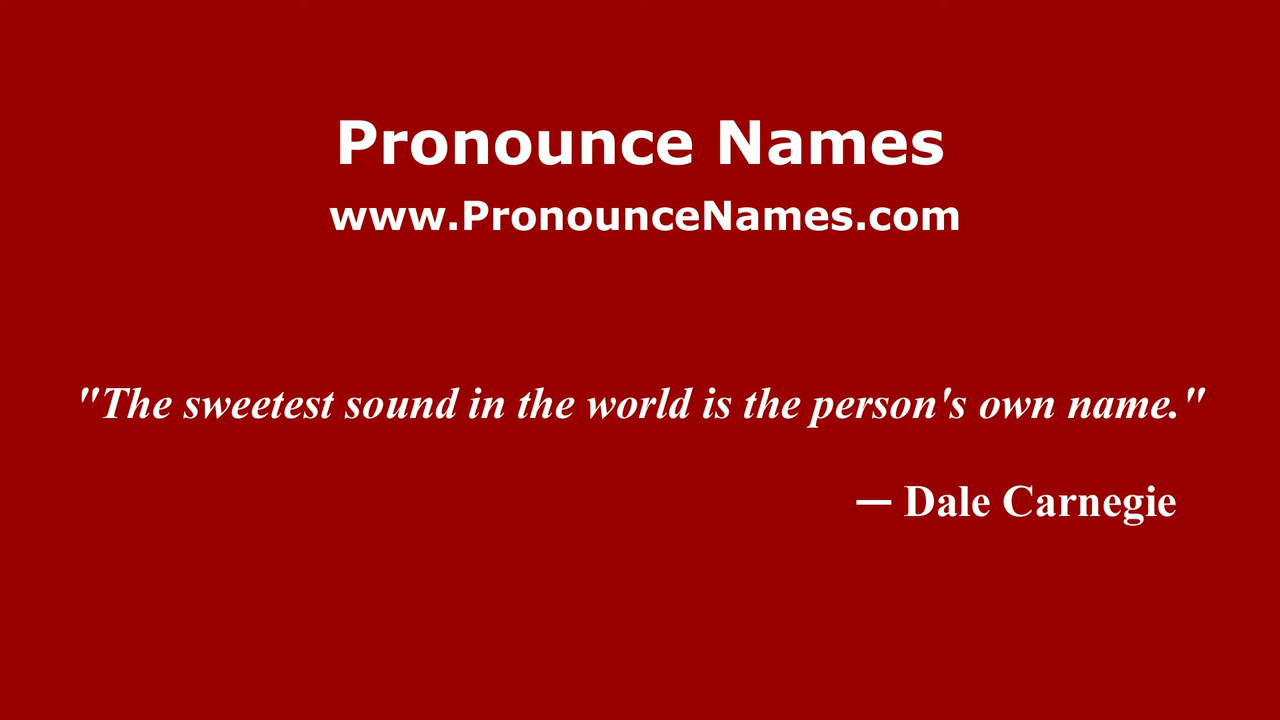 Pronounce Names
www.PronounceNames.com
"The sweetest sound in the world is the person's own name."
— Dale Carnegie